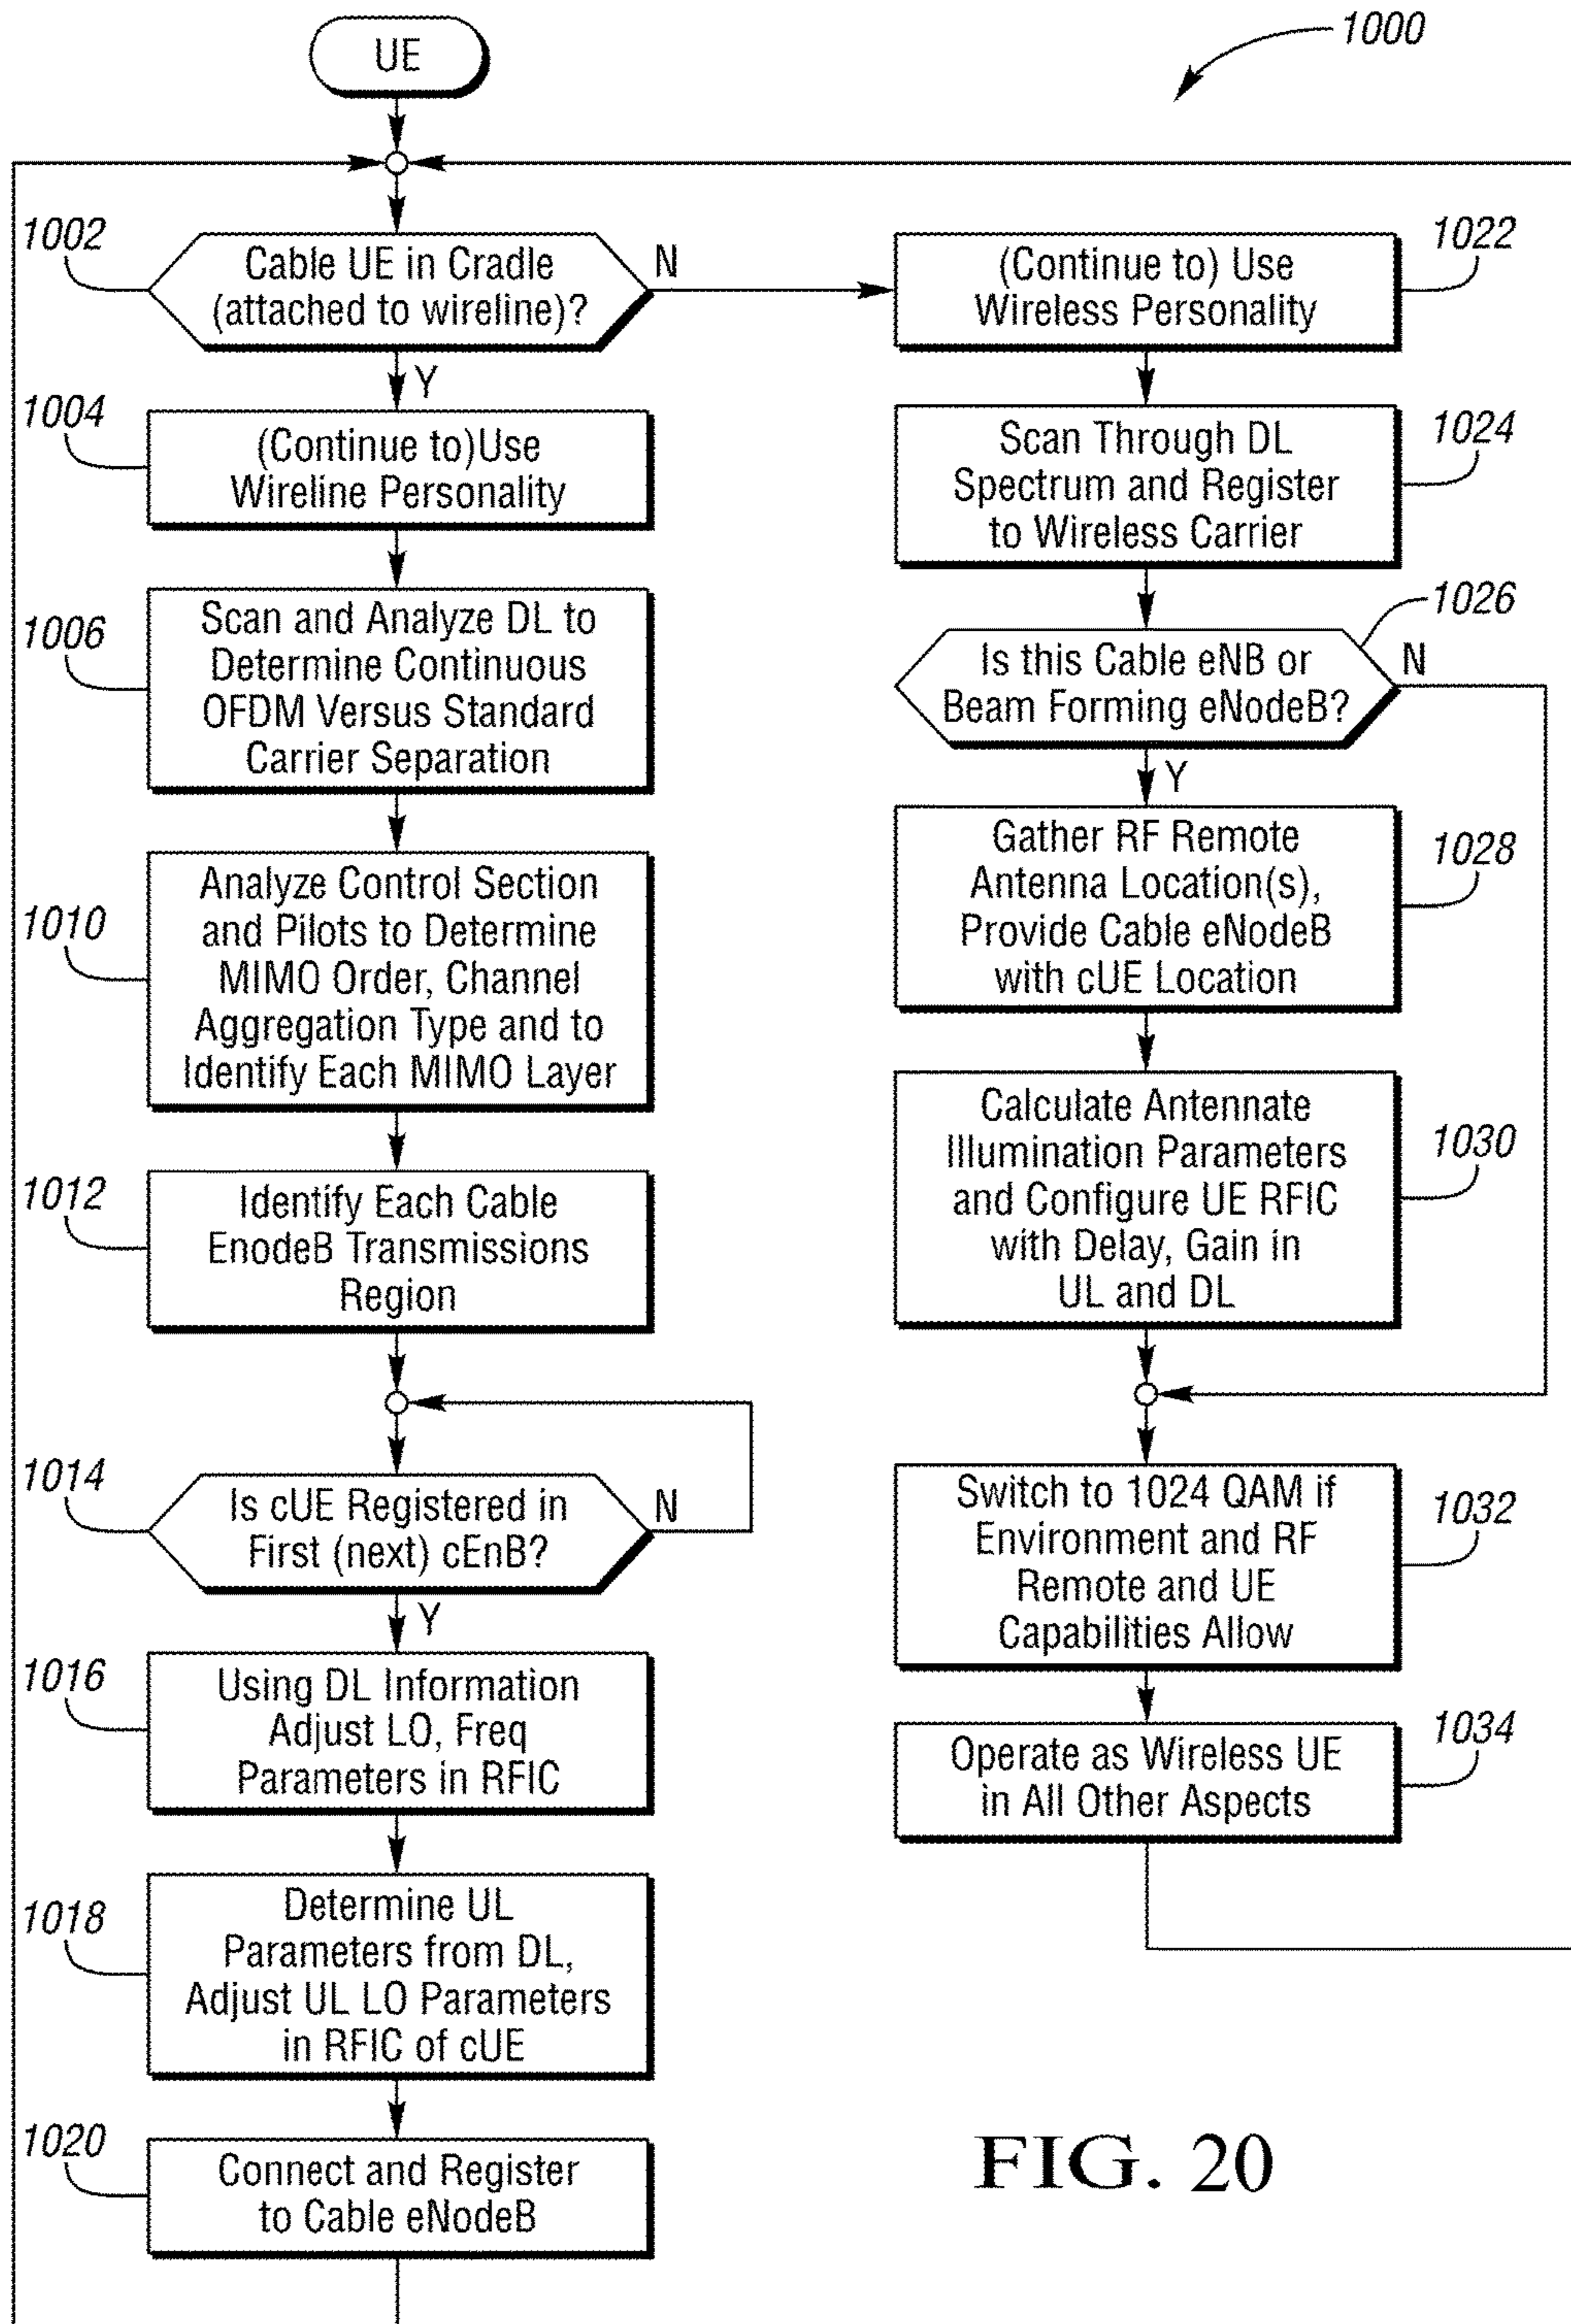 UE
1000
1002
Cable UE in Cradle
(attached to wireline)?
N
Y
1004
(Continue to)Use
Wireline Personality
1006
Scan and Analyze DL to
Determine Continuous
OFDM Versus Standard
Carrier Separation
1010
Analyze Control Section
and Pilots to Determine
MIMO Order, Channel
Aggregation Type and to
Identify Each MIMO Layer
1012
Identify Each Cable
EnodeB Transmissions
Region
1014
Is cUE Registered in
First (next) cEnB?
N
Y
1016
Using DL Information
Adjust LO, Freq
Parameters in RFIC
1018
Determine UL
Parameters from DL,
Adjust UL LO Parameters
in RFIC of cUE
1020
Connect and Register
to Cable eNodeB
1022
(Continue to) Use
Wireless Personality
1024
Scan Through DL
Spectrum and Register
to Wireless Carrier
1026
Is this Cable eNB or
Beam Forming eNodeB?
N
Y
1028
Gather RF Remote
Antenna Location(s),
Provide Cable eNodeB
with cUE Location
1030
Calculate Antennate
Illumination Parameters
and Configure UE RFIC
with Delay, Gain in
UL and DL
1032
Switch to 1024 QAM if
Environment and RF
Remote and UE
Capabilities Allow
1034
Operate as Wireless UE
in All Other Aspects
FIG. 20